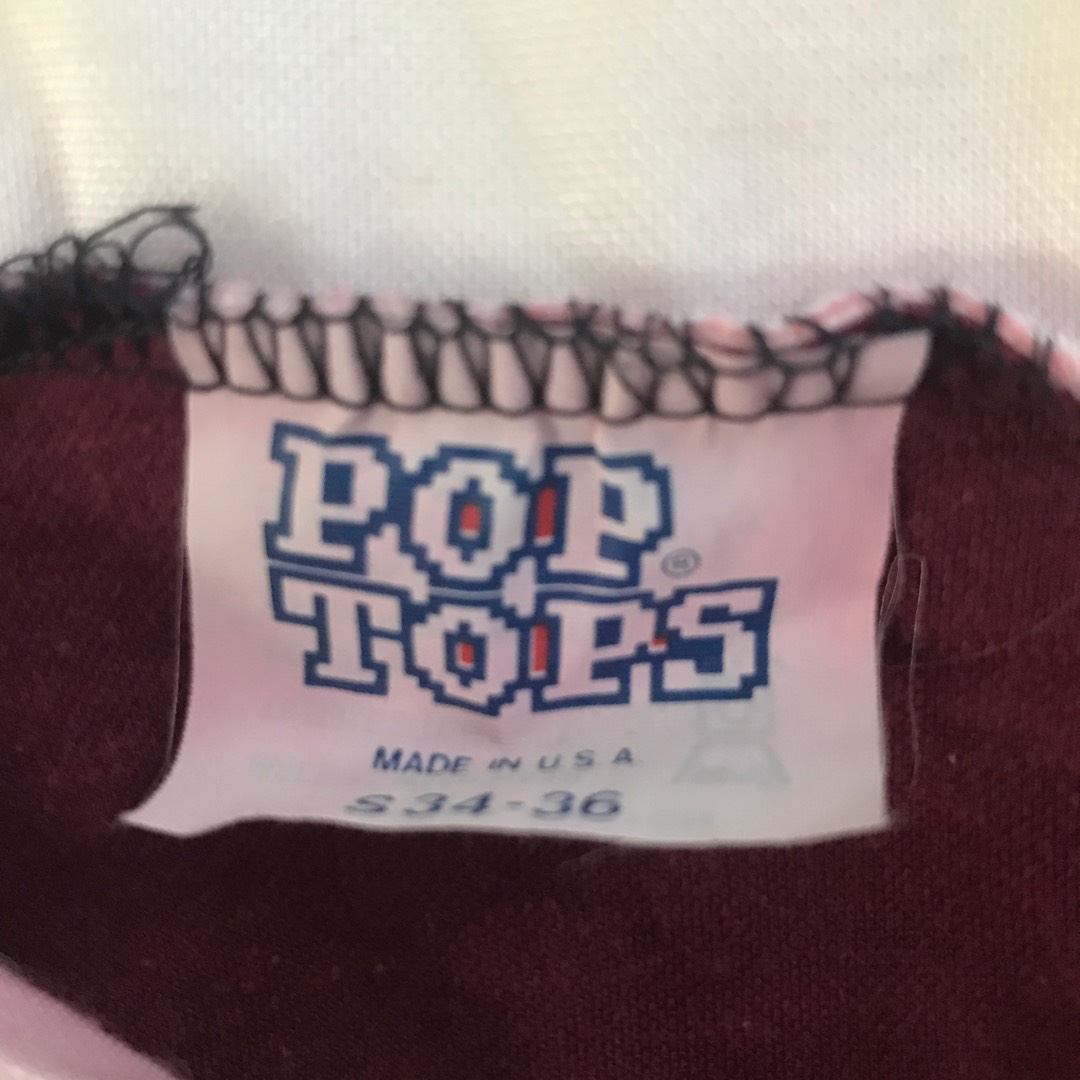 POP
TOPS®
MADE IN U.S.A.
S 34-36